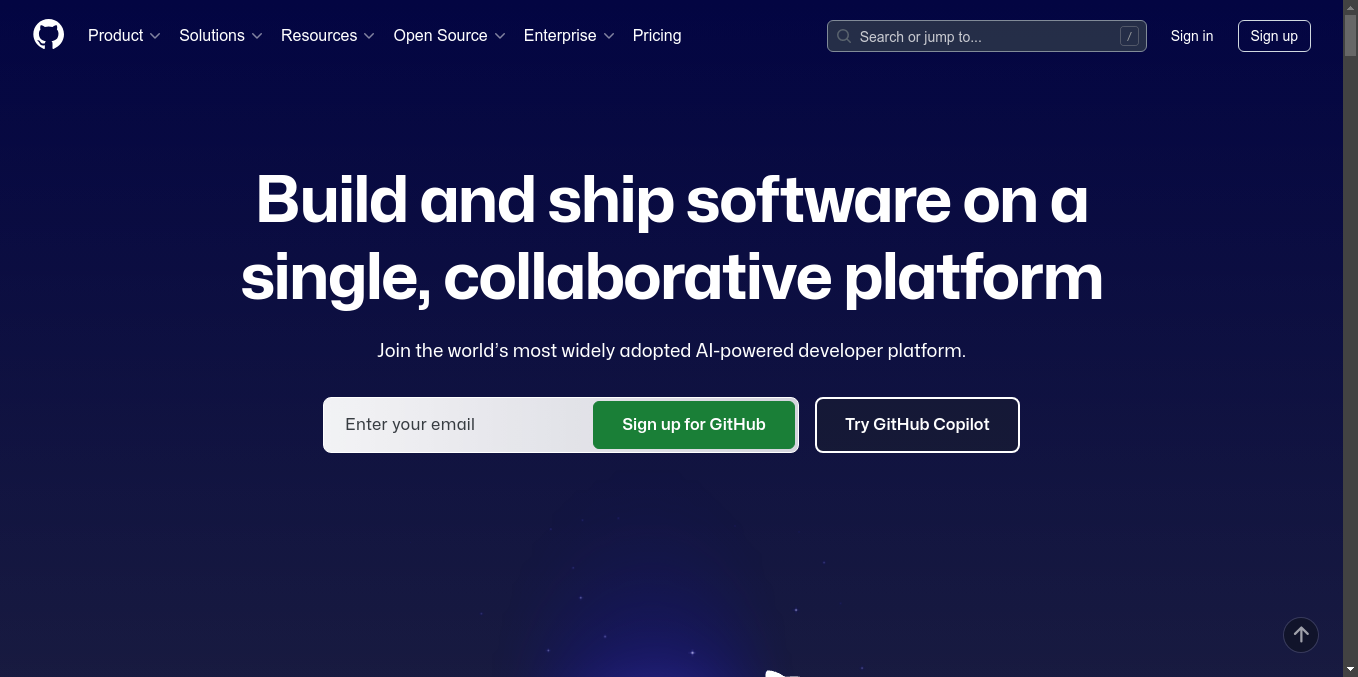 Product
Solutions
Resources
Open Source
Enterprise
Pricing
Search or jump to...
/
Sign in
Sign up
Build and ship software on a
single, collaborative platform
Join the world’s most widely adopted AI-powered developer platform.
Enter your email
Sign up for GitHub
Try GitHub Copilot